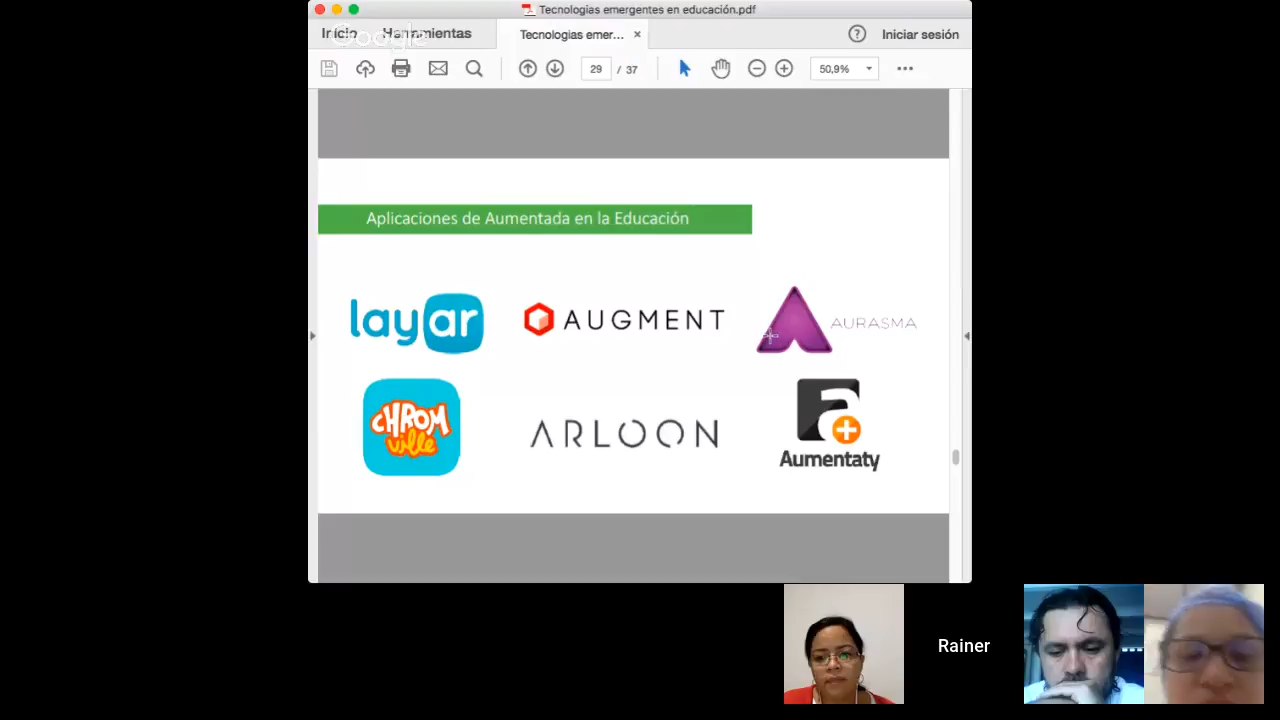 Tecnologias emergentes en educación.pdf
Inicio
Herramientas
Google
Tecnologias emer...
×
?
Iniciar sesión
29
/ 37
50,9%
Aplicaciones de Aumentada en la Educación
layar
AUGMENT
AURASMA
CHROM
ville
ARLOON
a+
Aumentaty
Rainer